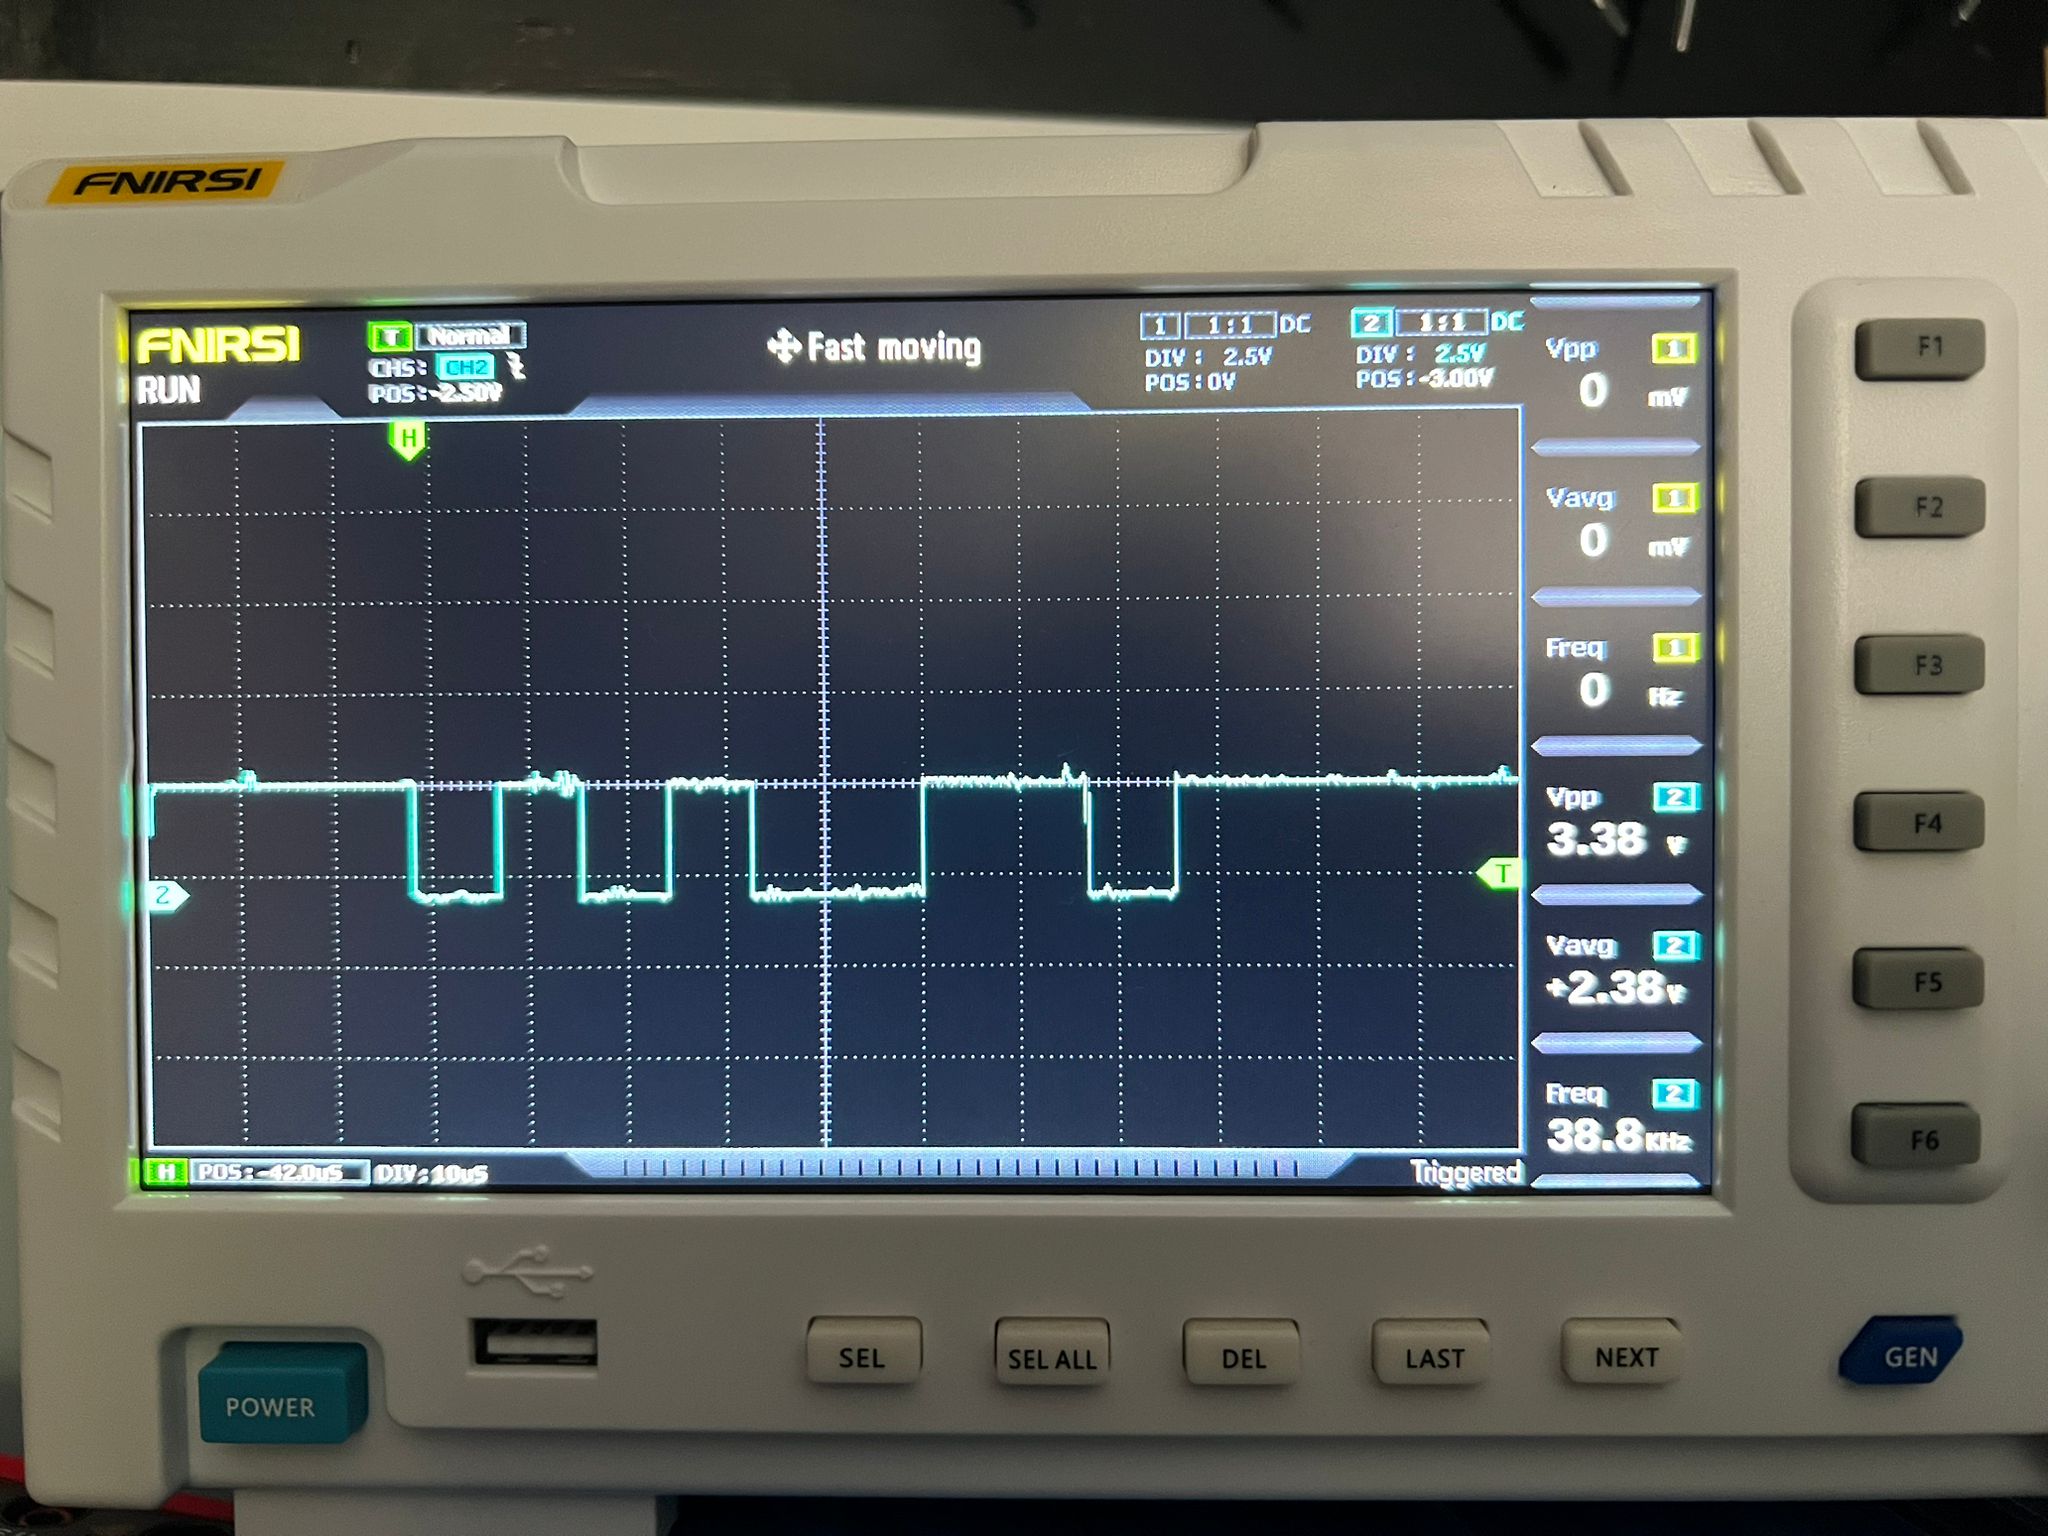 FNIRSI
FNIRSI
RUN
T Normal
CHS: CH2
POS:-2.50V
Fast moving
1 1:1 DC
DIV: 2.5V
POS:0V
2 1:1 DC
DIV: 2.5V
POS:-3.00V
H
2
T
Vpp 1
0 mV
Vavg 1
0 mV
Freq 1
0 Hz
Vpp 2
3.38 V
Vavg 2
+2.38V
Freq 2
38.8KHz
H POS:-42.0uS DIV:10uS
Triggered
F1
F2
F3
F4
F5
F6
POWER
SEL
SEL ALL
DEL
LAST
NEXT
GEN